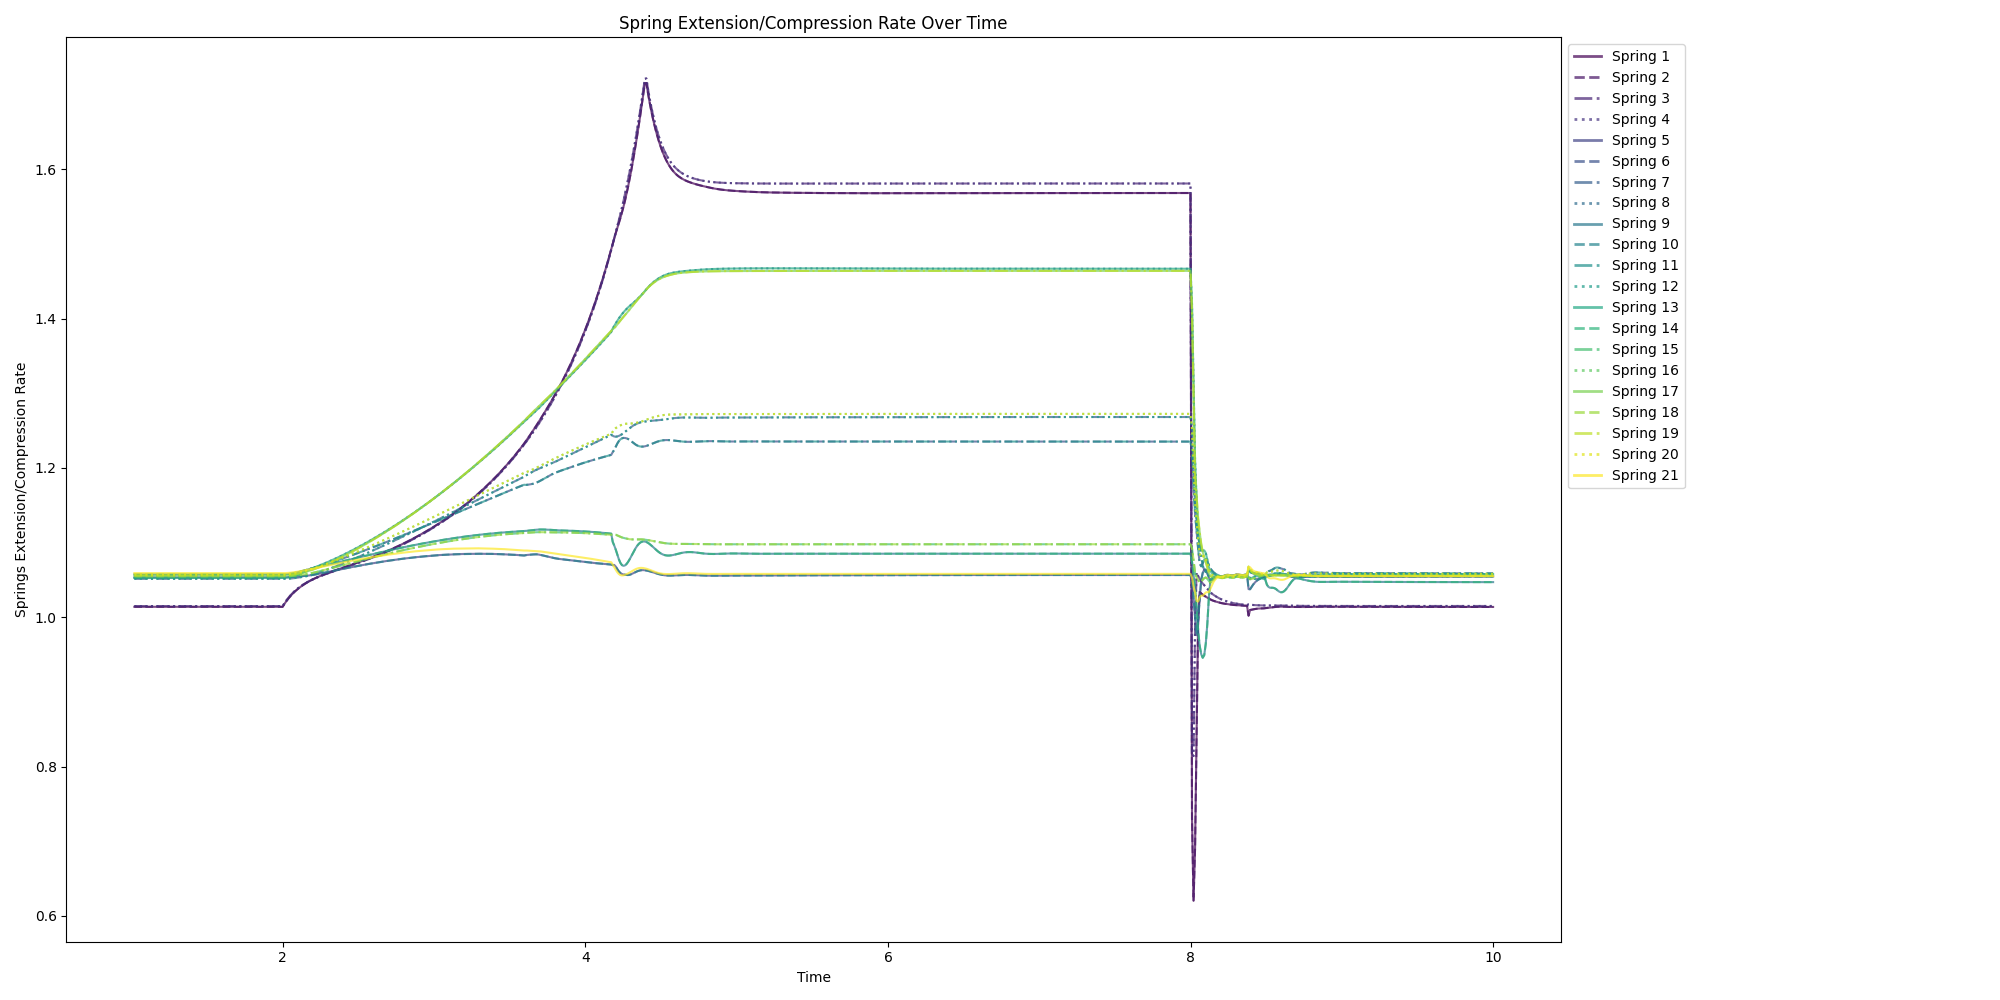 Spring Extension/Compression Rate Over Time
Springs Extension/Compression Rate
1.6
1.4
1.2
1.0
0.8
0.6
2
4
6
8
10
Time
Spring 1
Spring 2
Spring 3
Spring 4
Spring 5
Spring 6
Spring 7
Spring 8
Spring 9
Spring 10
Spring 11
Spring 12
Spring 13
Spring 14
Spring 15
Spring 16
Spring 17
Spring 18
Spring 19
Spring 20
Spring 21